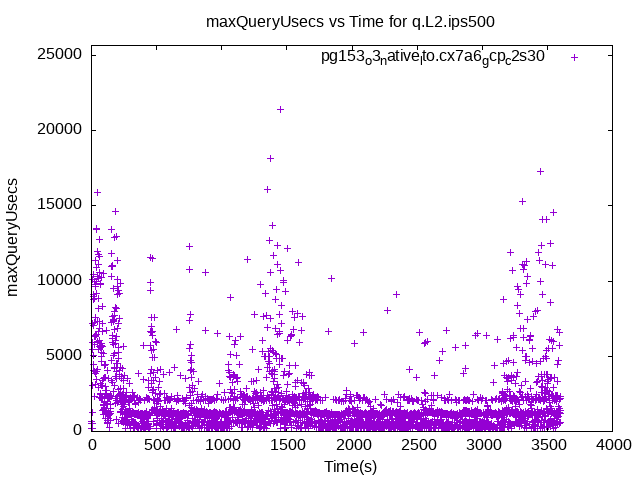 maxQueryUsecs vs Time for q.L2.ips500
pg153_o3_native_lto.cx7a6_gcp_c2s30
25000
20000
15000
10000
5000
0
maxQueryUsecs
0 500 1000 1500 2000 2500 3000 3500 4000
Time(s)